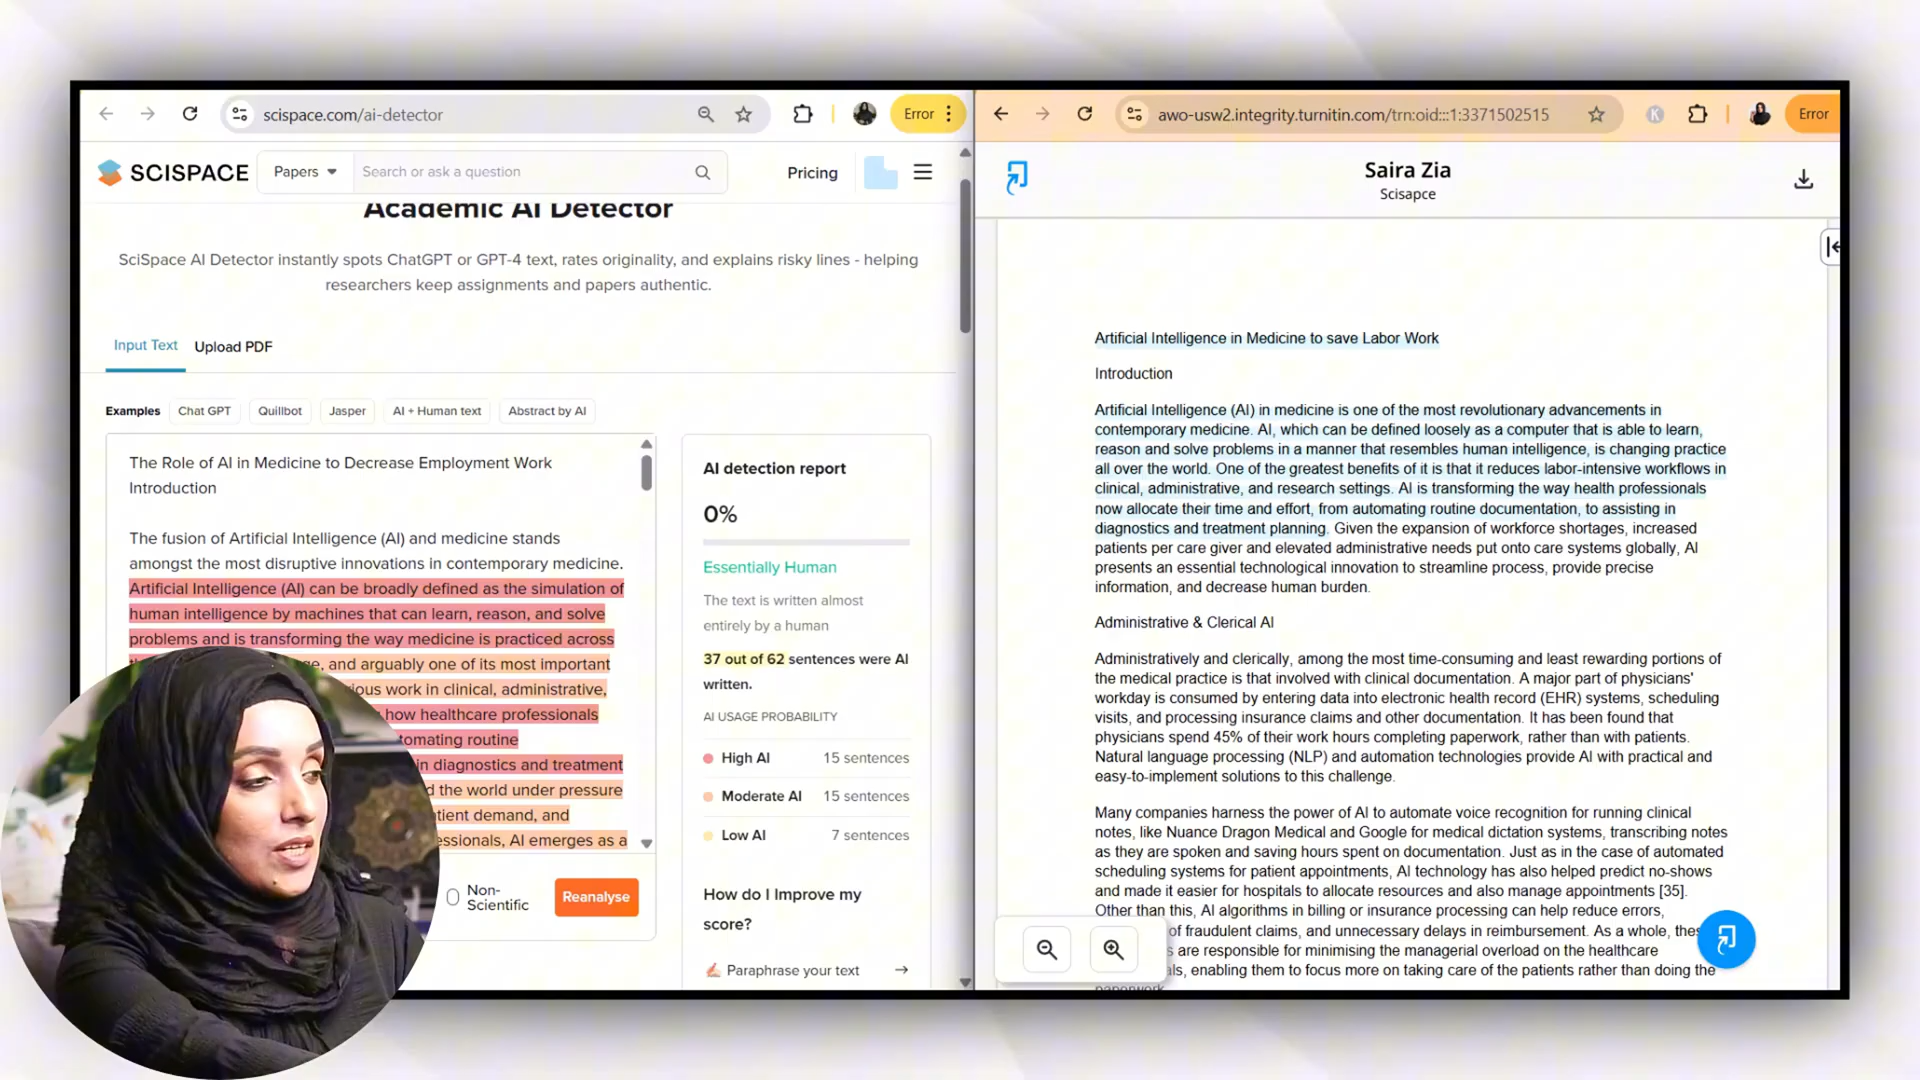 scispace.com/ai-detector
Error
SCISPACE
Papers
Search or ask a question
Pricing
Academic AI Detector
SciSpace AI Detector instantly spots ChatGPT or GPT-4 text, rates originality, and explains risky lines - helping
researchers keep assignments and papers authentic.
Input Text
Upload PDF
Examples
Chat GPT
Quillbot
Jasper
AI + Human text
Abstract by AI
The Role of AI in Medicine to Decrease Employment Work
Introduction
The fusion of Artificial Intelligence (AI) and medicine stands
amongst the most disruptive innovations in contemporary medicine.
Artificial Intelligence (AI) can be broadly defined as the simulation of
human intelligence by machines that can learn, reason, and solve
problems and is transforming the way medicine is practiced across
, and arguably one of its most important
work in clinical, administrative,
how healthcare professionals
routine
in diagnostics and treatment
the world under pressure
demand, and
AI emerges as a
Non-
Scientific
Reanalyse
AI detection report
0%
Essentially Human
The text is written almost
entirely by a human
37 out of 62 sentences were AI
written.
AI USAGE PROBABILITY
High AI 15 sentences
Moderate AI 15 sentences
Low AI 7 sentences
How do I Improve my
score?
Paraphrase your text
awo-usw2.integrity.turnitin.com/trn:oid:::1:3371502515
K
Error
Saira Zia
Scisapce
Artificial Intelligence in Medicine to save Labor Work
Introduction
Artificial Intelligence (AI) in medicine is one of the most revolutionary advancements in
contemporary medicine. AI, which can be defined loosely as a computer that is able to learn,
reason and solve problems in a manner that resembles human intelligence, is changing practice
all over the world. One of the greatest benefits of it is that it reduces labor-intensive workflows in
clinical, administrative, and research settings. AI is transforming the way health professionals
now allocate their time and effort, from automating routine documentation, to assisting in
diagnostics and treatment planning. Given the expansion of workforce shortages, increased
patients per care giver and elevated administrative needs put onto care systems globally, AI
presents an essential technological innovation to streamline process, provide precise
information, and decrease human burden.
Administrative & Clerical AI
Administratively and clerically, among the most time-consuming and least rewarding portions of
the medical practice is that involved with clinical documentation. A major part of physicians'
workday is consumed by entering data into electronic health record (EHR) systems, scheduling
visits, and processing insurance claims and other documentation. It has been found that
physicians spend 45% of their work hours completing paperwork, rather than with patients.
Natural language processing (NLP) and automation technologies provide AI with practical and
easy-to-implement solutions to this challenge.
Many companies harness the power of AI to automate voice recognition for running clinical
notes, like Nuance Dragon Medical and Google for medical dictation systems, transcribing notes
as they are spoken and saving hours spent on documentation. Just as in the case of automated
scheduling systems for patient appointments, AI technology has also helped predict no-shows
and made it easier for hospitals to allocate resources and also manage appointments [35].
Other than this, AI algorithms in billing or insurance processing can help reduce errors,
of fraudulent claims, and unnecessary delays in reimbursement. As a whole,
are responsible for minimising the managerial overload on the healthcare
enabling them to focus more on taking care of the patients rather than doing the
paperwork